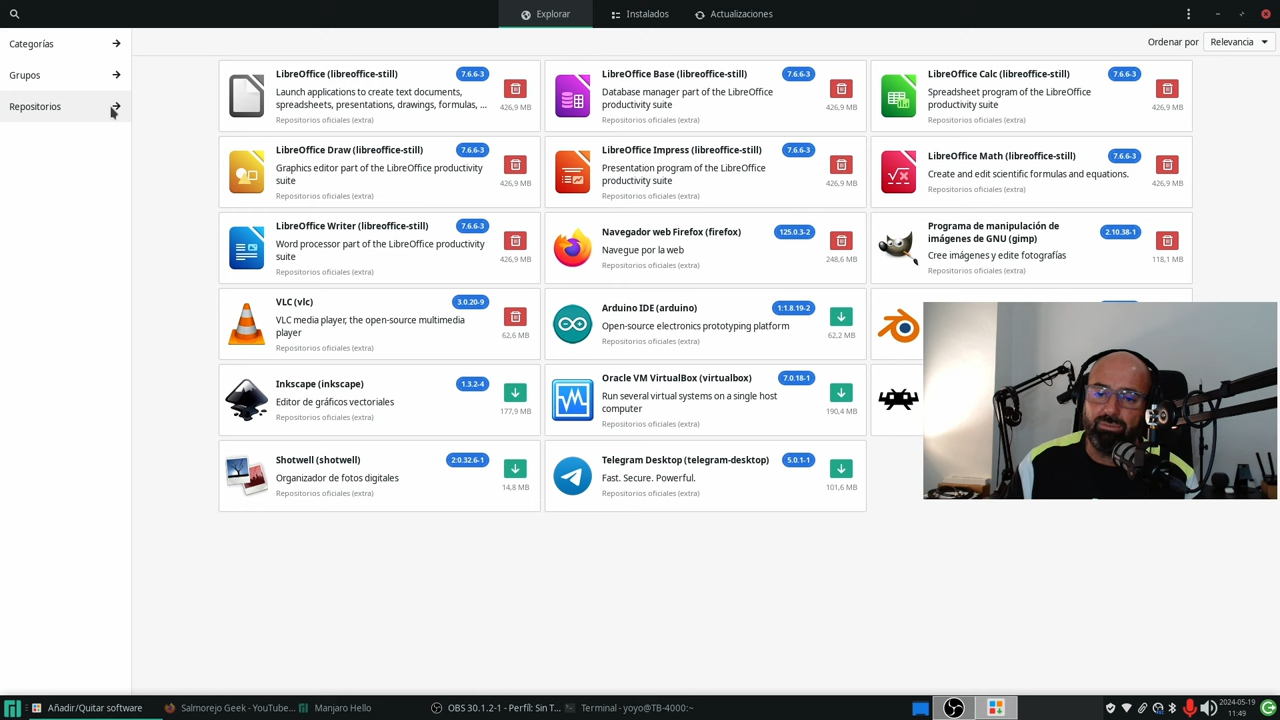 Explorar
Instalados
Actualizaciones
Categorías
Grupos
Repositorios
Ordenar por
Relevancia
LibreOffice (libreoffice-still)
7.6.6-3
Launch applications to create text documents,
spreadsheets, presentations, drawings, formulas, ...
426,9 MB
Repositorios oficiales (extra)
LibreOffice Base (libreoffice-still)
7.6.6-3
Database manager part of the LibreOffice
productivity suite
426,9 MB
Repositorios oficiales (extra)
LibreOffice Calc (libreoffice-still)
7.6.6-3
Spreadsheet program of the LibreOffice
productivity suite
426,9 MB
Repositorios oficiales (extra)
LibreOffice Draw (libreoffice-still)
7.6.6-3
Graphics editor part of the LibreOffice productivity
suite
426,9 MB
Repositorios oficiales (extra)
LibreOffice Impress (libreoffice-still)
7.6.6-3
Presentation program of the LibreOffice
productivity suite
426,9 MB
Repositorios oficiales (extra)
LibreOffice Math (libreoffice-still)
7.6.6-3
Create and edit scientific formulas and equations.
426,9 MB
Repositorios oficiales (extra)
LibreOffice Writer (libreoffice-still)
7.6.6-3
Word processor part of the LibreOffice productivity
suite
426,9 MB
Repositorios oficiales (extra)
Navegador web Firefox (firefox)
125.0.3-2
Navegue por la web
248,6 MB
Repositorios oficiales (extra)
Programa de manipulación de
imágenes de GNU (gimp)
2.10.38-1
Cree imágenes y edite fotografías
118,1 MB
Repositorios oficiales (extra)
VLC (vlc)
3.0.20-9
VLC media player, the open-source multimedia
player
62,6 MB
Repositorios oficiales (extra)
Arduino IDE (arduino)
1:1.8.19-2
Open-source electronics prototyping platform
62,2 MB
Repositorios oficiales (extra)
Inkscape (inkscape)
1.3.2-4
Editor de gráficos vectoriales
177,9 MB
Repositorios oficiales (extra)
Oracle VM VirtualBox (virtualbox)
7.0.18-1
Run several virtual systems on a single host
computer
190,4 MB
Repositorios oficiales (extra)
Shotwell (shotwell)
2:0.32.6-1
Organizador de fotos digitales
14,8 MB
Repositorios oficiales (extra)
Telegram Desktop (telegram-desktop)
5.0.1-1
Fast. Secure. Powerful.
101,6 MB
Repositorios oficiales (extra)
Añadir/Quitar software
Salmorejo Geek - YouTube...
Manjaro Hello
OBS 30.1.2-1 - Perfil: Sin T...
Terminal - yoyo@TB-4000:~
2024-05-19
11:49